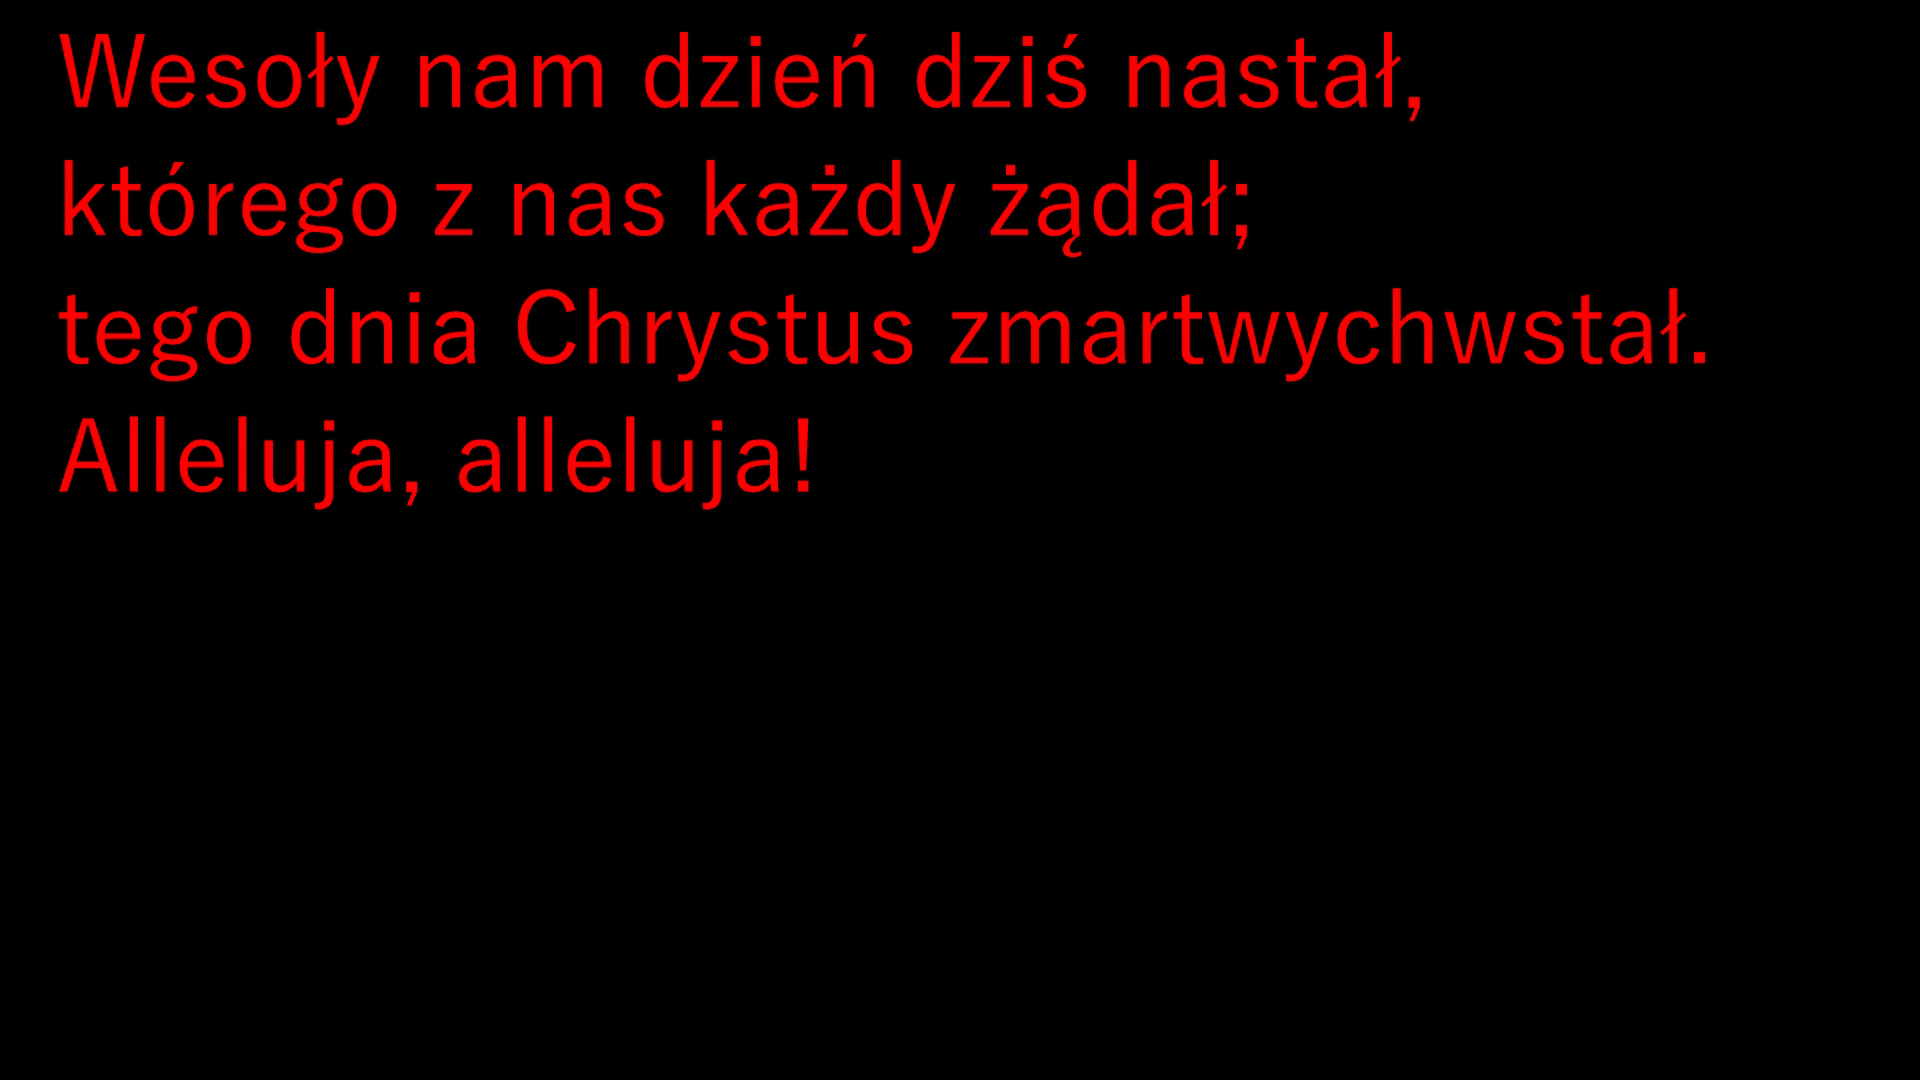 Wesoły nam dzień dziś nastał,
którego z nas każdy żądał;
tego dnia Chrystus zmartwychwstał.
Alleluja, alleluja!